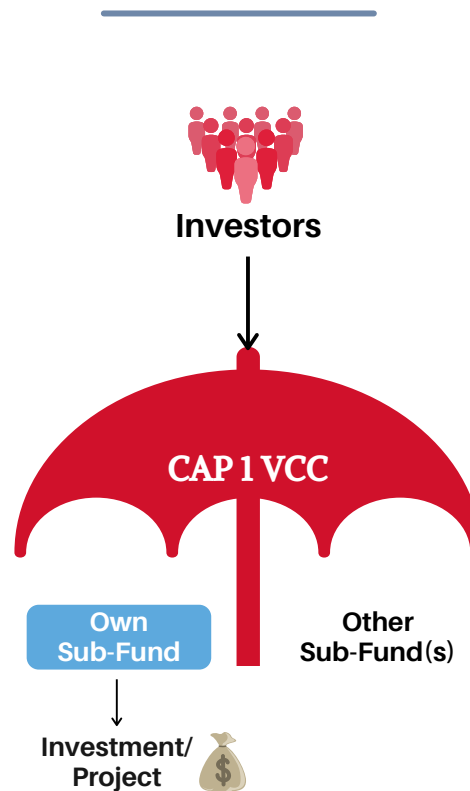 Investors
CAP 1 VCC
Own
Sub-Fund
Other
Sub-Fund(s)
Investment/
Project
$